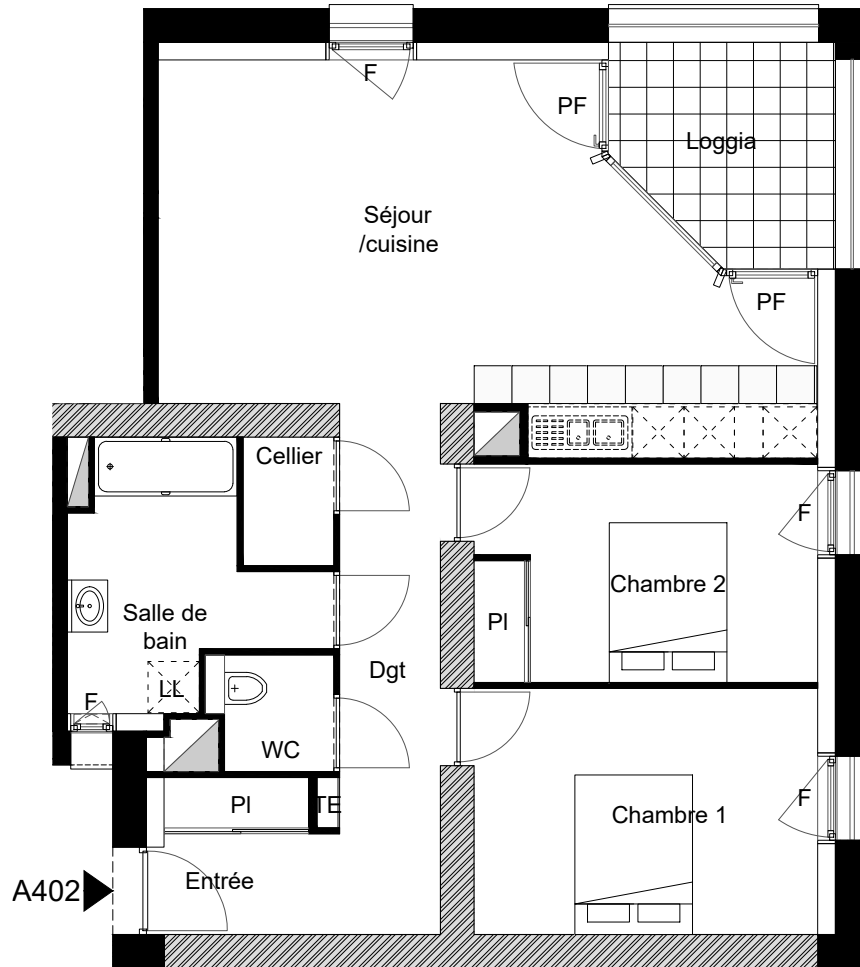 F
PF
Loggia
Séjour
/cuisine
PF
Cellier
F
Chambre 2
Salle de
bain
Pl
Dgt
LL
F
WC
Pl
TE
F
Chambre 1
Entrée
A402